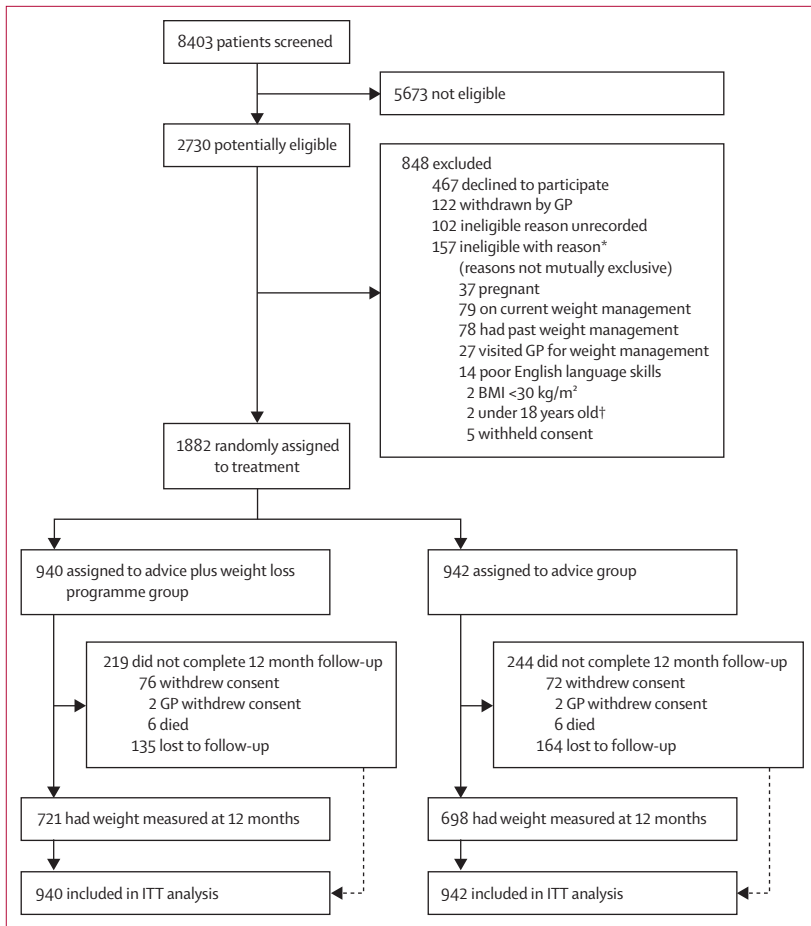 8403 patients screened
5673 not eligible
2730 potentially eligible
848 excluded
467 declined to participate
122 withdrawn by GP
102 ineligible reason unrecorded
157 ineligible with reason*
(reasons not mutually exclusive)
37 pregnant
79 on current weight management
78 had past weight management
27 visited GP for weight management
14 poor English language skills
2 BMI <30 kg/m²
2 under 18 years old†
5 withheld consent
1882 randomly assigned
to treatment
940 assigned to advice plus weight loss
programme group
942 assigned to advice group
219 did not complete 12 month follow-up
76 withdrew consent
2 GP withdrew consent
6 died
135 lost to follow-up
244 did not complete 12 month follow-up
72 withdrew consent
2 GP withdrew consent
6 died
164 lost to follow-up
721 had weight measured at 12 months
698 had weight measured at 12 months
940 included in ITT analysis
942 included in ITT analysis